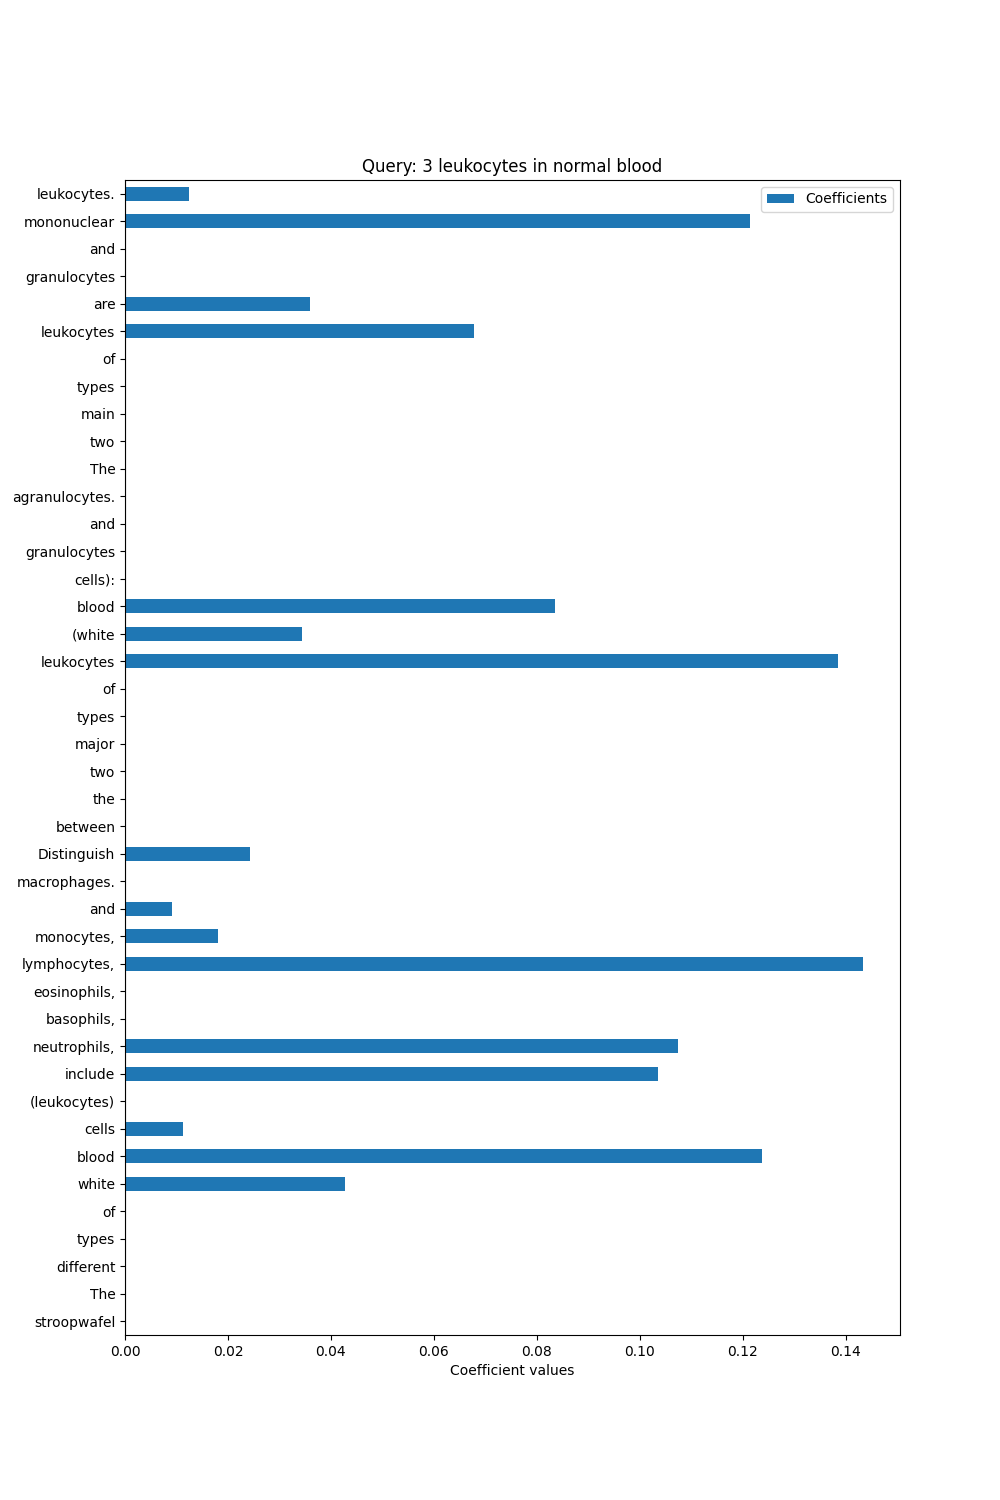 Query: 3 leukocytes in normal blood
Coefficients
leukocytes.
mononuclear
and
granulocytes
are
leukocytes
of
types
main
two
The
agranulocytes.
and
granulocytes
cells):
blood
(white
leukocytes
of
types
major
two
the
between
Distinguish
macrophages.
and
monocytes,
lymphocytes,
eosinophils,
basophils,
neutrophils,
include
(leukocytes)
cells
blood
white
of
types
different
The
stroopwafel
0.00 0.02 0.04 0.06 0.08 0.10 0.12 0.14
Coefficient values